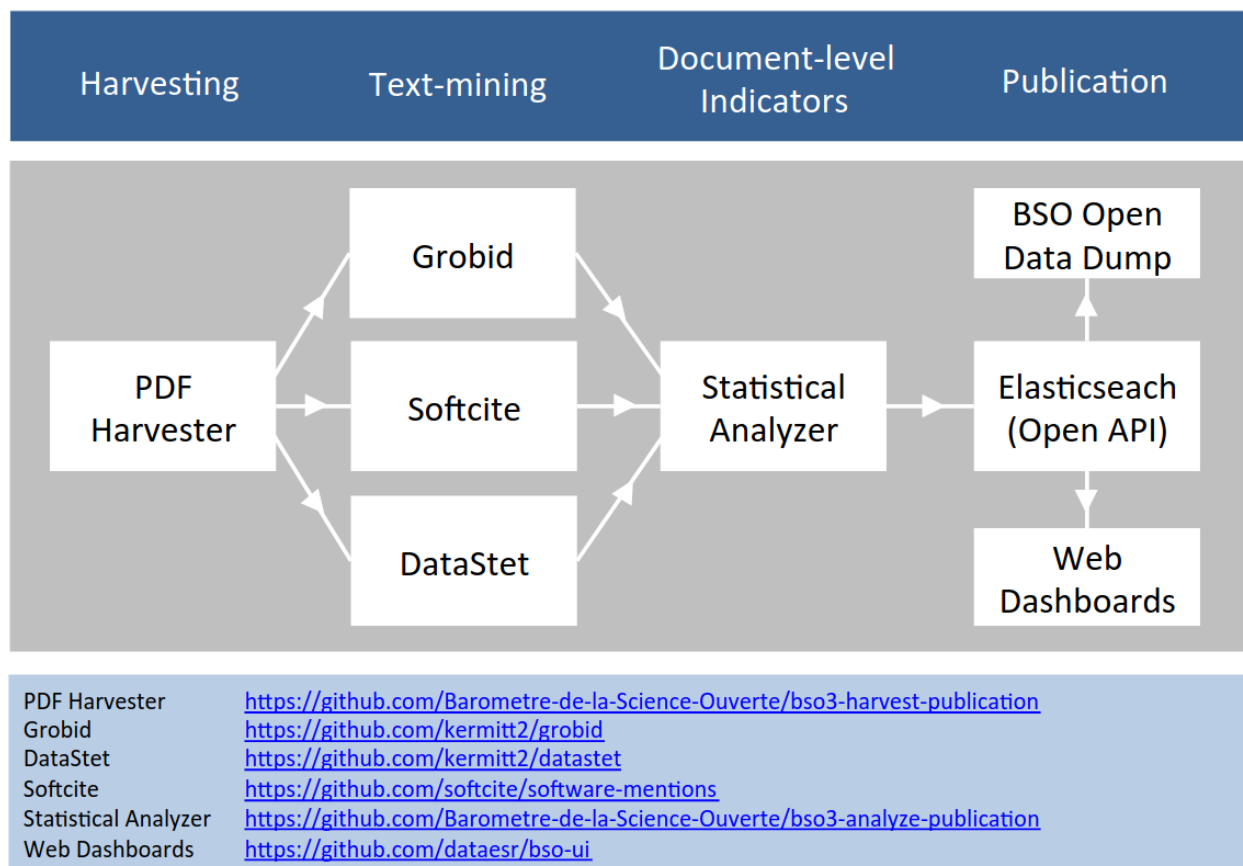 Harvesting
Text-mining
Document-level
Indicators
Publication
PDF
Harvester
Grobid
Softcite
DataStet
Statistical
Analyzer
BSO Open
Data Dump
Elasticseach
(Open API)
Web
Dashboards
PDF Harvester https://github.com/Barometre-de-la-Science-Ouverte/bso3-harvest-publication
Grobid https://github.com/kermitt2/grobid
DataStet https://github.com/kermitt2/datastet
Softcite https://github.com/softcite/software-mentions
Statistical Analyzer https://github.com/Barometre-de-la-Science-Ouverte/bso3-analyze-publication
Web Dashboards https://github.com/dataesr/bso-ui